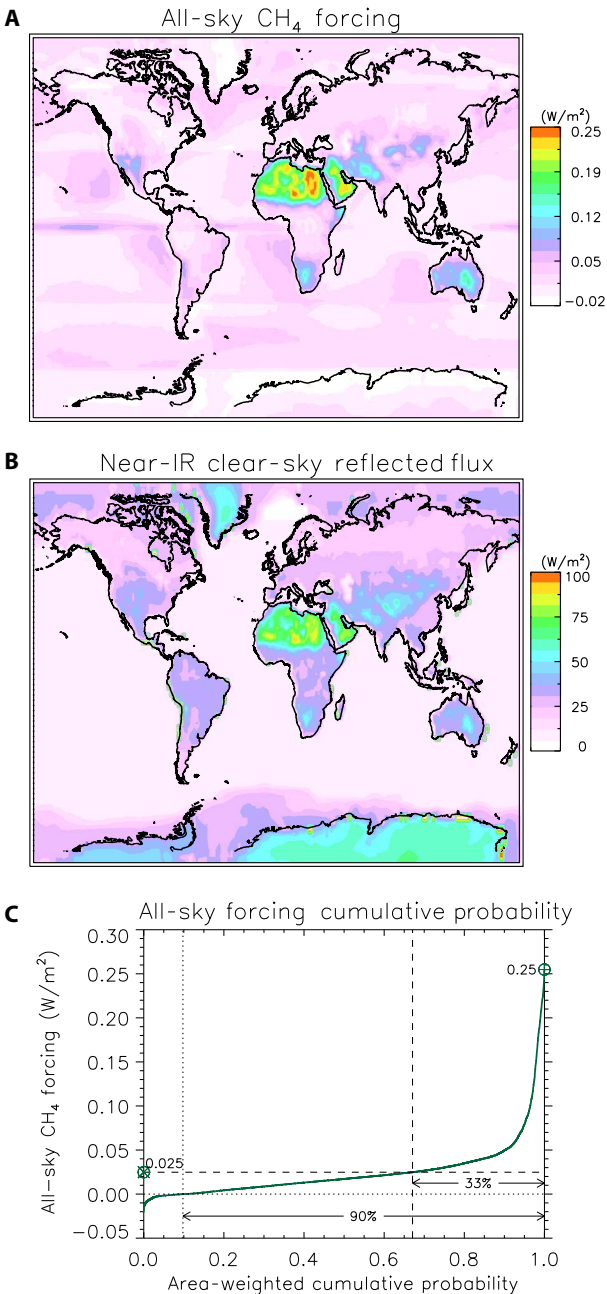 A
All-sky CH4 forcing
(W/m²)
0.25
0.19
0.12
0.05
−0.02
B
Near-IR clear-sky reflected flux
(W/m²)
100
75
50
25
0
C
All-sky forcing cumulative probability
All-sky CH4 forcing (W/m²)
0.30
0.25
0.20
0.15
0.10
0.05
0.00
−0.05
0.25
0.025
33%
90%
0.0 0.2 0.4 0.6 0.8 1.0
Area-weighted cumulative probability